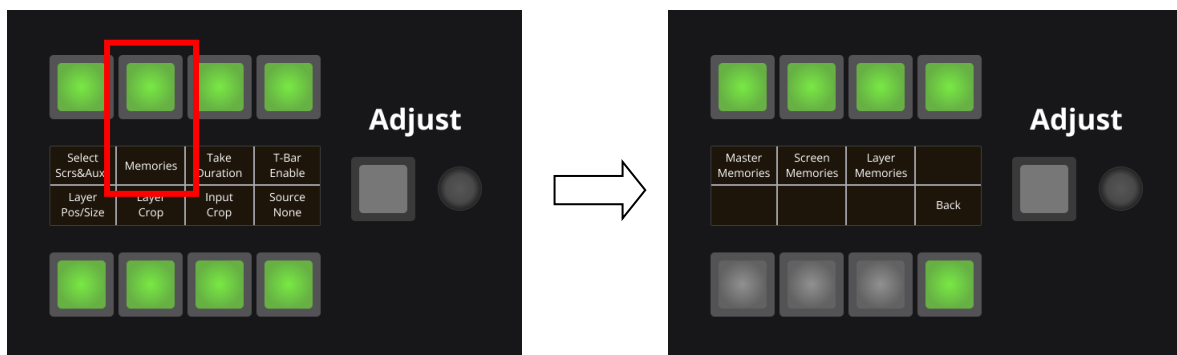 Adjust
Select
Scrs&Aux
Memories
Take
Duration
T-Bar
Enable
Layer
Pos/Size
Layer
Crop
Input
Crop
Source
None
Adjust
Master
Memories
Screen
Memories
Layer
Memories
Back